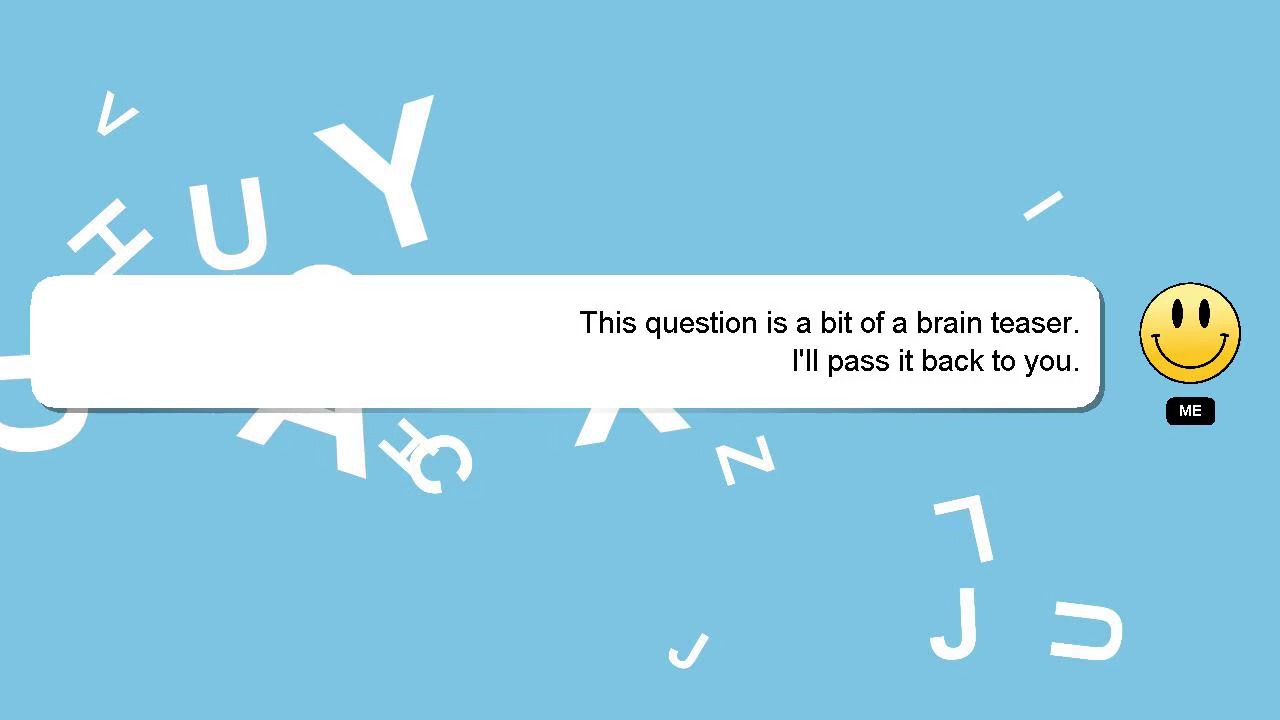 V
Y
U
H
I
This question is a bit of a brain teaser.
I'll pass it back to you.
ME
A
H
C
N
L
J
U
J